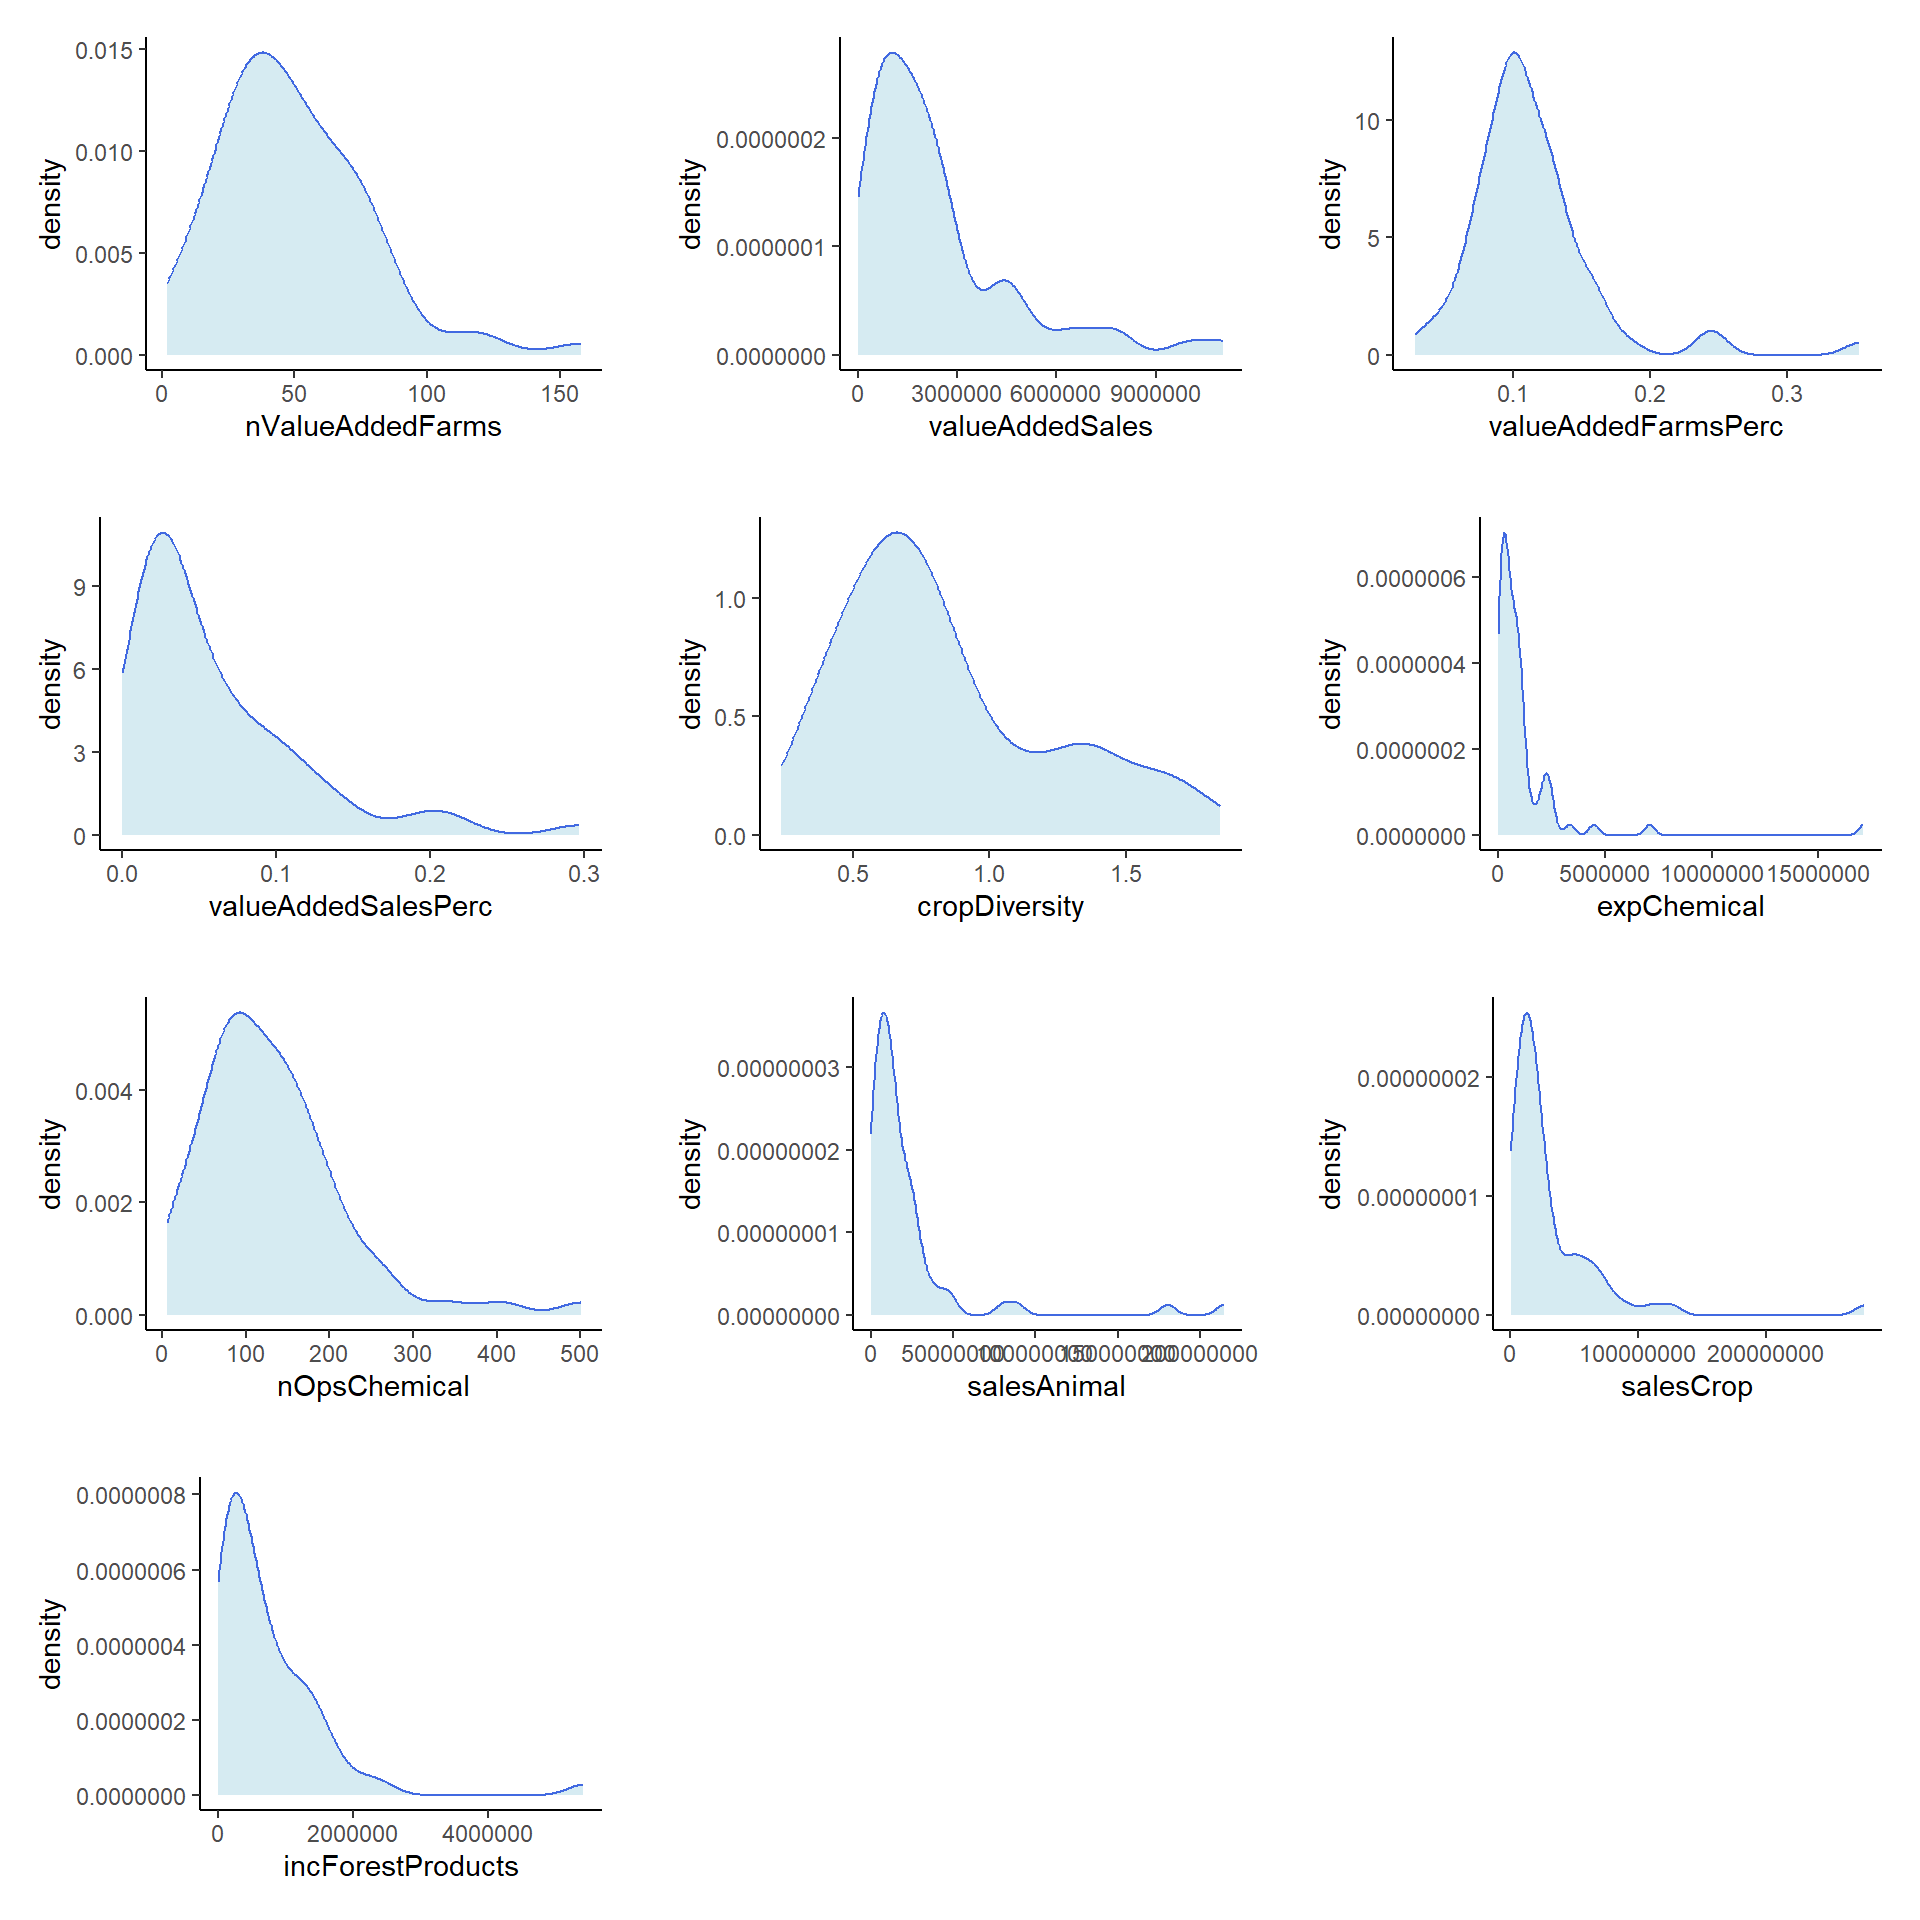 density
0.015
0.010
0.005
0.000
0 50 100 150
nValueAddedFarms
density
0.0000002
0.0000001
0.0000000
0 3000000 6000000 9000000
valueAddedSales
density
10
5
0
0.1 0.2 0.3
valueAddedFarmsPerc
density
9
6
3
0
0.0 0.1 0.2 0.3
valueAddedSalesPerc
density
1.0
0.5
0.0
0.5 1.0 1.5
cropDiversity
density
0.0000006
0.0000004
0.0000002
0.0000000
0 5000000 10000000 15000000
expChemical
density
0.004
0.002
0.000
0 100 200 300 400 500
nOpsChemical
density
0.00000003
0.00000002
0.00000001
0.00000000
0 50000000 100000000 150000000 200000000
salesAnimal
density
0.00000002
0.00000001
0.00000000
0 100000000 200000000
salesCrop
density
0.0000008
0.0000006
0.0000004
0.0000002
0.0000000
0 2000000 4000000
incForestProducts